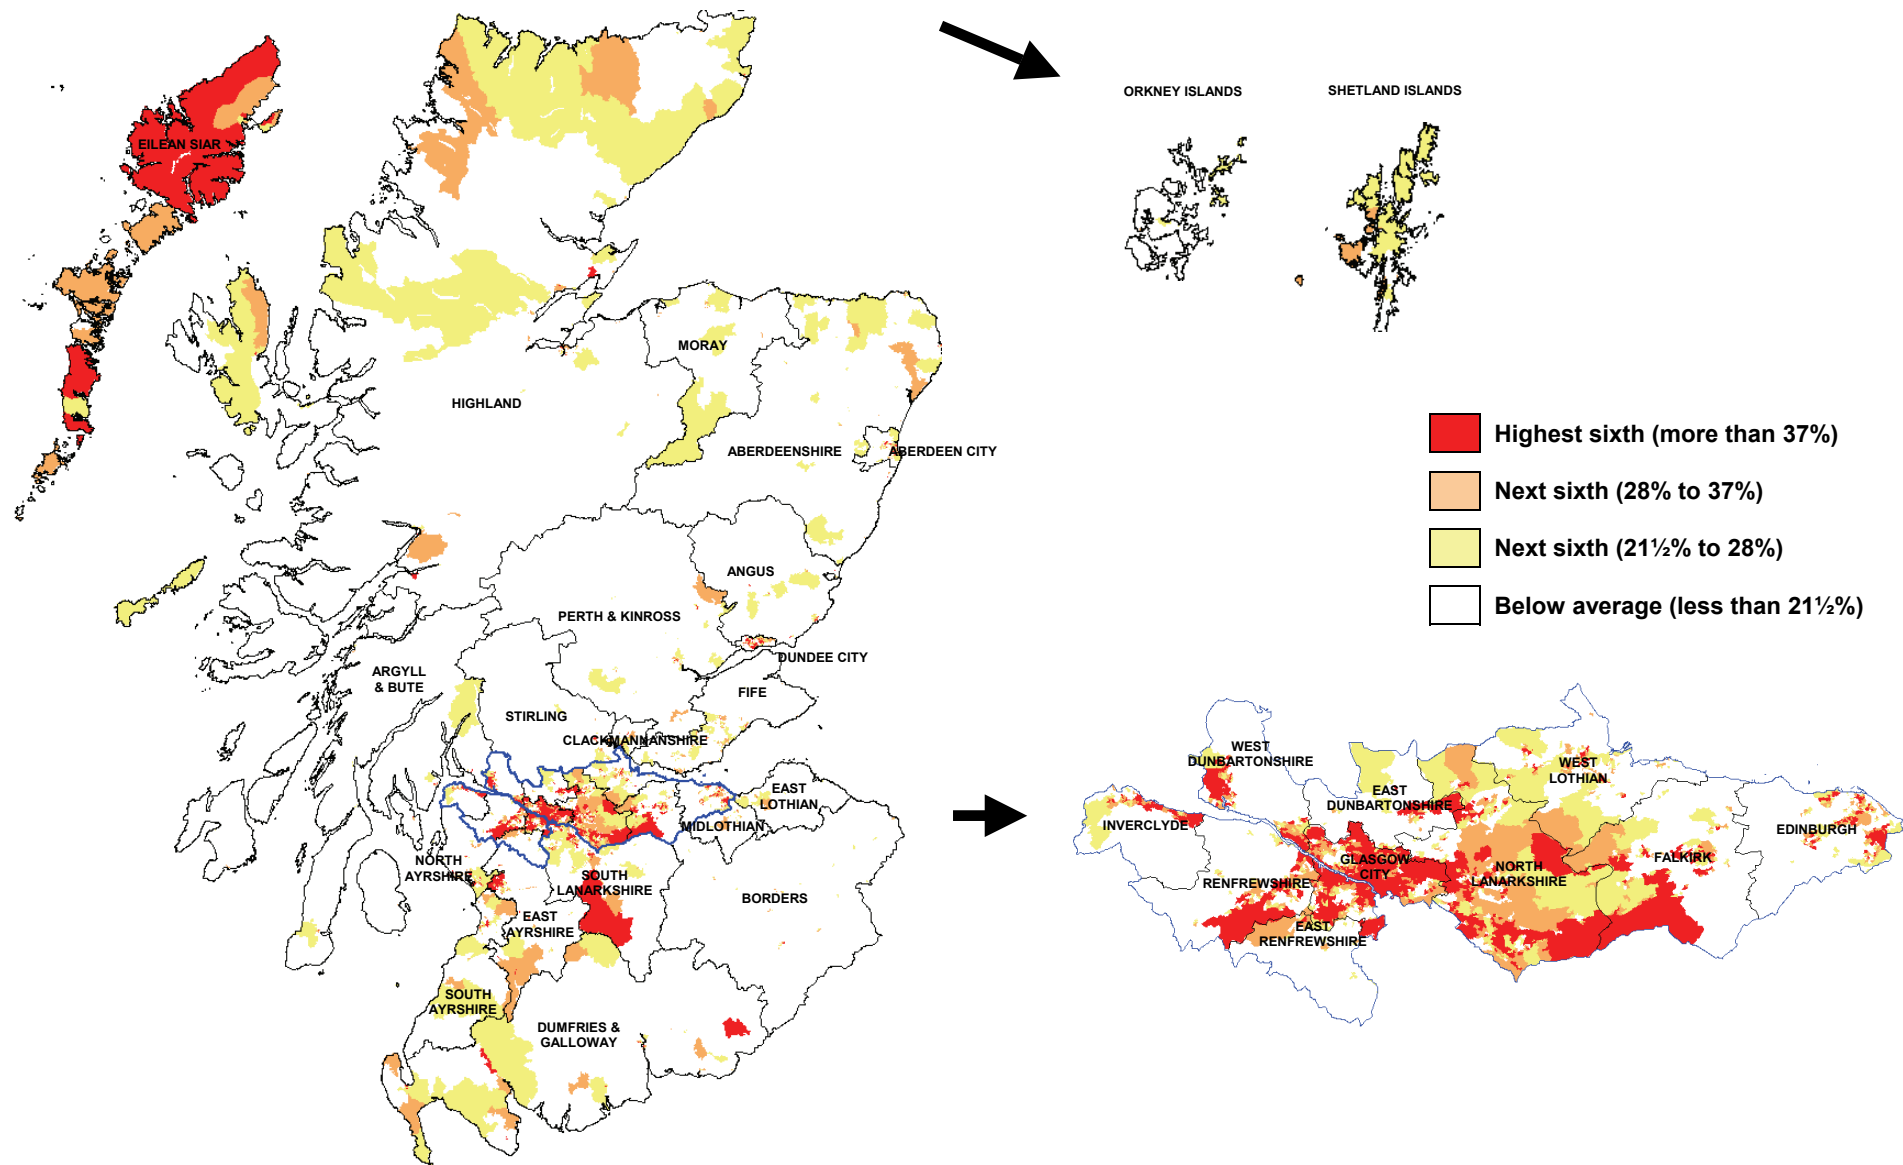 ORKNEY ISLANDS
SHETLAND ISLANDS
EILEAN SIAR
MORAY
HIGHLAND
ABERDEENSHIRE
ABERDEEN CITY
Highest sixth (more than 37%)
Next sixth (28% to 37%)
Next sixth (21½% to 28%)
Below average (less than 21½%)
ANGUS
PERTH & KINROSS
DUNDEE CITY
ARGYLL
& BUTE
FIFE
STIRLING
CLACKMANNANSHIRE
EAST
LOTHIAN
MIDLOTHIAN
NORTH
AYRSHIRE
SOUTH
LANARKSHIRE
BORDERS
EAST
AYRSHIRE
SOUTH
AYRSHIRE
DUMFRIES &
GALLOWAY
WEST
DUNBARTONSHIRE
WEST
LOTHIAN
EAST
DUNBARTONSHIRE
INVERCLYDE
EDINBURGH
GLASGOW
CITY
NORTH
LANARKSHIRE
FALKIRK
RENFREWSHIRE
EAST
RENFREWSHIRE